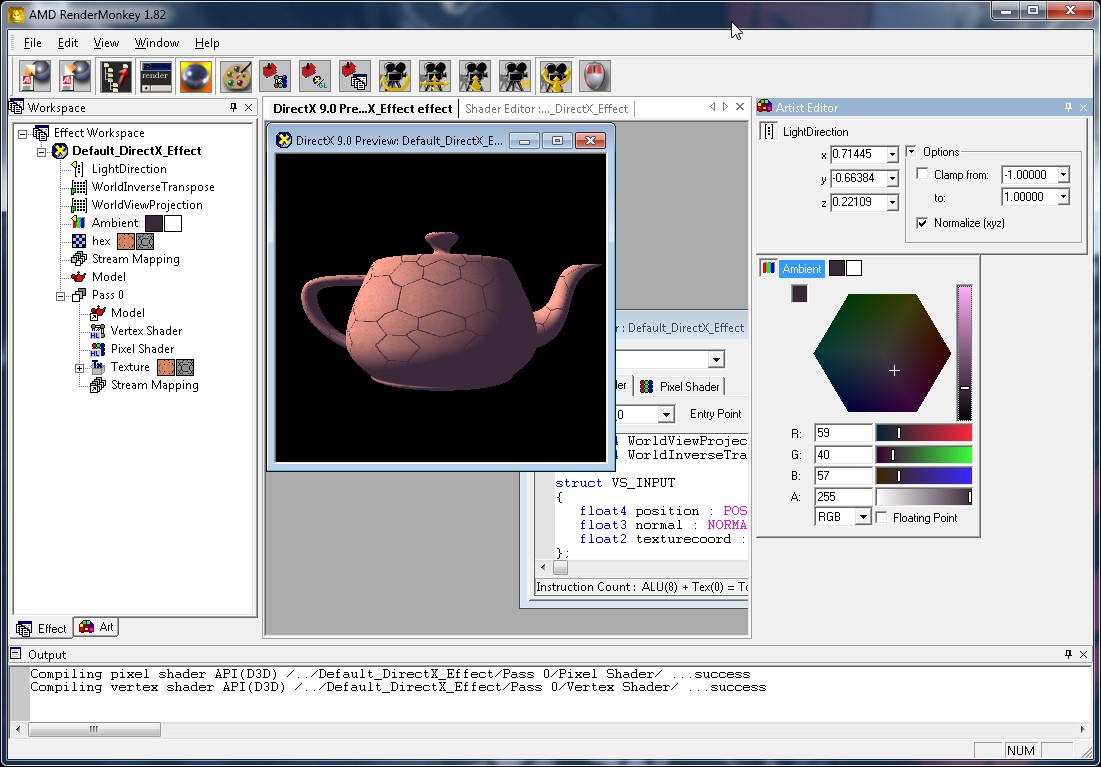 AMD RenderMonkey 1.82
File Edit View Window Help
render
Workspace
Effect Workspace
Default_DirectX_Effect
LightDirection
WorldInverseTranspose
WorldViewProjection
Ambient
hex
Stream Mapping
Model
Pass 0
Model
Vertex Shader
Pixel Shader
Texture
Stream Mapping
Effect Art
DirectX 9.0 Pre...X_Effect effect Shader Editor :..._DirectX_Effect
DirectX 9.0 Preview: Default_DirectX_E...
r : Default_DirectX_Effect
der Pixel Shader
0 Entry Point
4 WorldViewProjec
4 WorldInverseTra
struct VS_INPUT
{
float4 position : POS
float3 normal : NORMA
float2 texturecoord :
};
Instruction Count : ALU(8) + Tex(0) = To
Artist Editor
LightDirection
x 0.71445
y -0.66384
z 0.22109
Options
Clamp from: -1.00000
to: 1.00000
Normalize (xyz)
Ambient
R: 59
G: 40
B: 57
A: 255
RGB Floating Point
Output
Compiling pixel shader API(D3D) /../Default_DirectX_Effect/Pass 0/Pixel Shader/ ...success
Compiling vertex shader API(D3D) /../Default_DirectX_Effect/Pass 0/Vertex Shader/ ...success
NUM